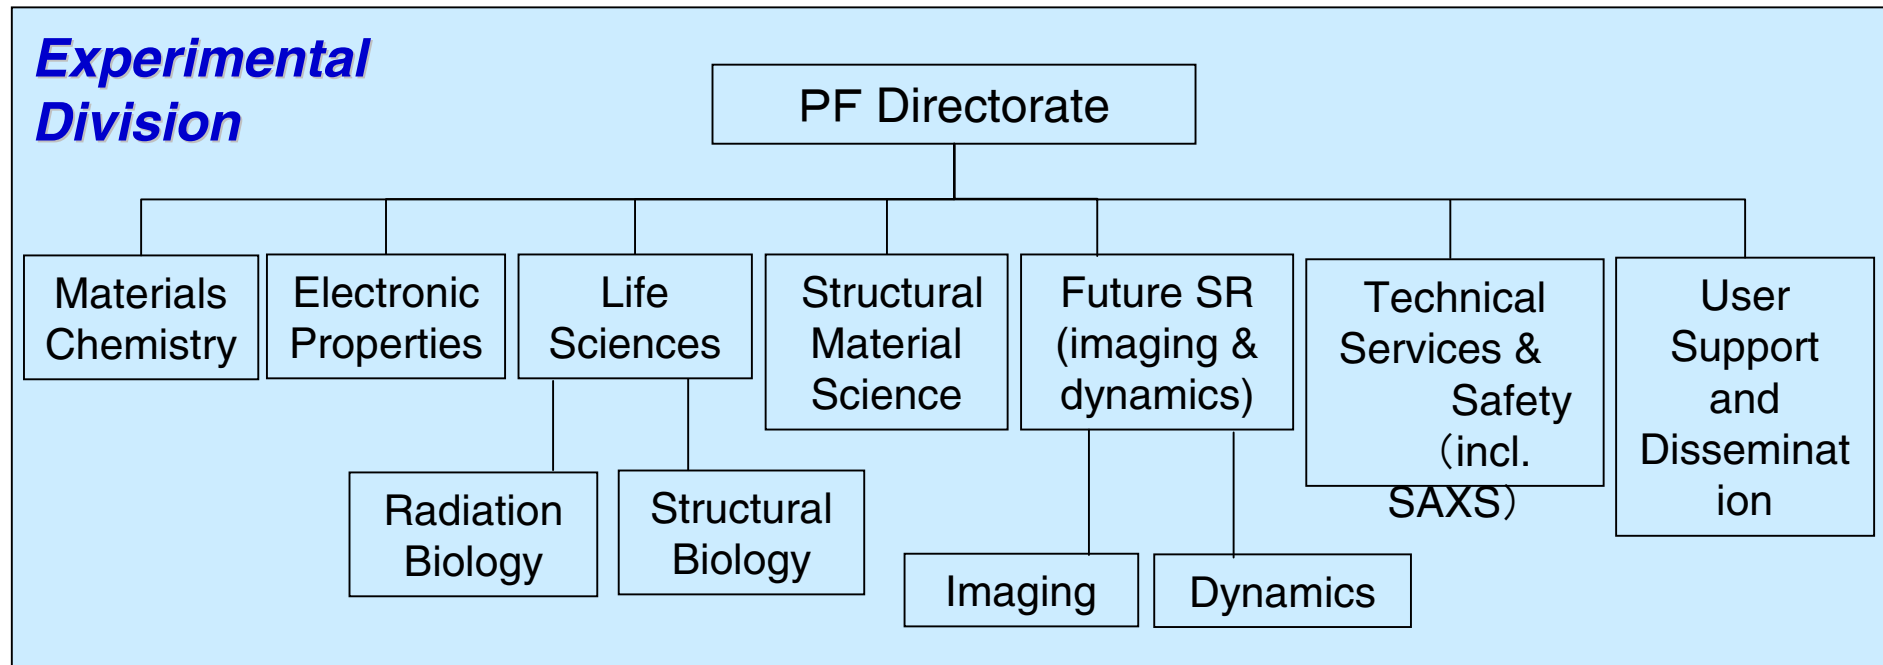 Experimental
Division
PF Directorate
Materials
Chemistry
Electronic
Properties
Life
Sciences
Structural
Material
Science
Future SR
(imaging &
dynamics)
Technical
Services &
Safety
（incl.
SAXS）
User
Support
and
Disseminat
ion
Radiation
Biology
Structural
Biology
Imaging
Dynamics